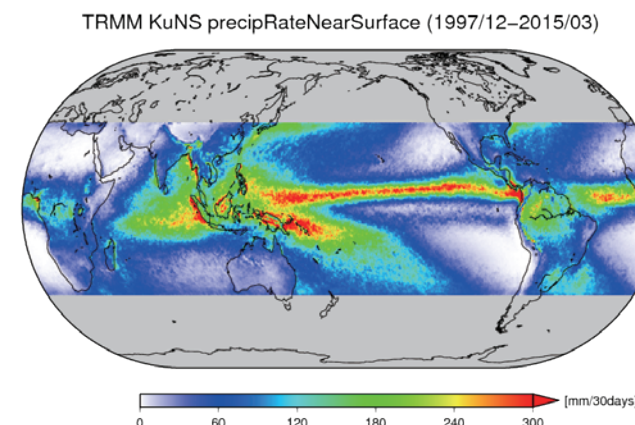 TRMM KuNS precipRateNearSurface (1997/12−2015/03)
[mm/30days]
0 60 120 180 240 300